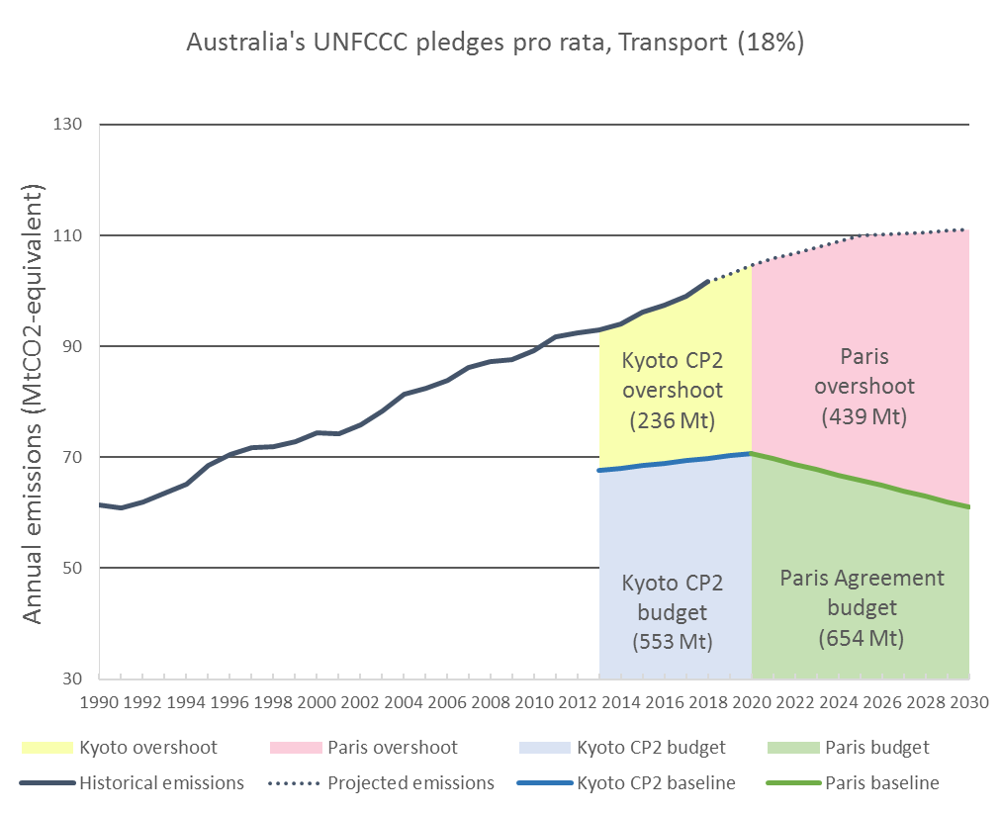 Australia's UNFCCC pledges pro rata, Transport (18%)
Annual emissions (MtCO2-equivalent)
130
110
90
70
50
30
Kyoto CP2
overshoot
(236 Mt)
Paris
overshoot
(439 Mt)
Kyoto CP2
budget
(553 Mt)
Paris Agreement
budget
(654 Mt)
1990 1992 1994 1996 1998 2000 2002 2004 2006 2008 2010 2012 2014 2016 2018 2020 2022 2024 2026 2028 2030
Kyoto overshoot Paris overshoot Kyoto CP2 budget Paris budget
Historical emissions Projected emissions Kyoto CP2 baseline Paris baseline